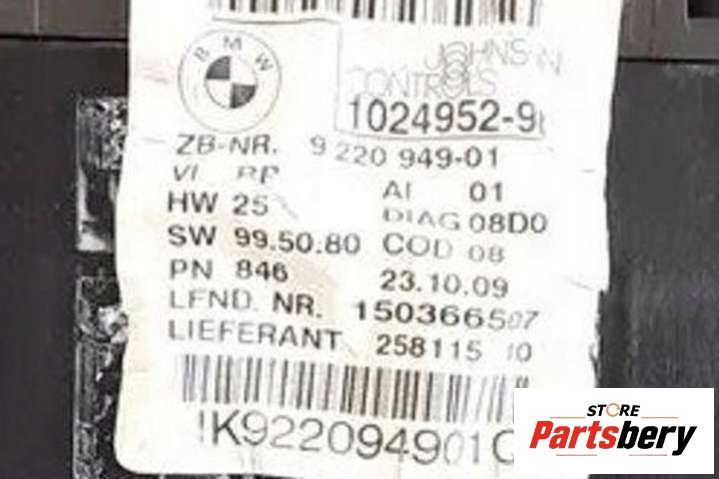 BMW
JOHNSON
CONTROLS
1024952-9
ZB-NR. 9 220 949-01
AI 01
HW 25 DIAG 08D0
SW 99.50.80 COD 08
PN 846 23.10.09
LFND. NR. 150366507
LIEFERANT 258115 10
!K922094901
STORE
Partsbery